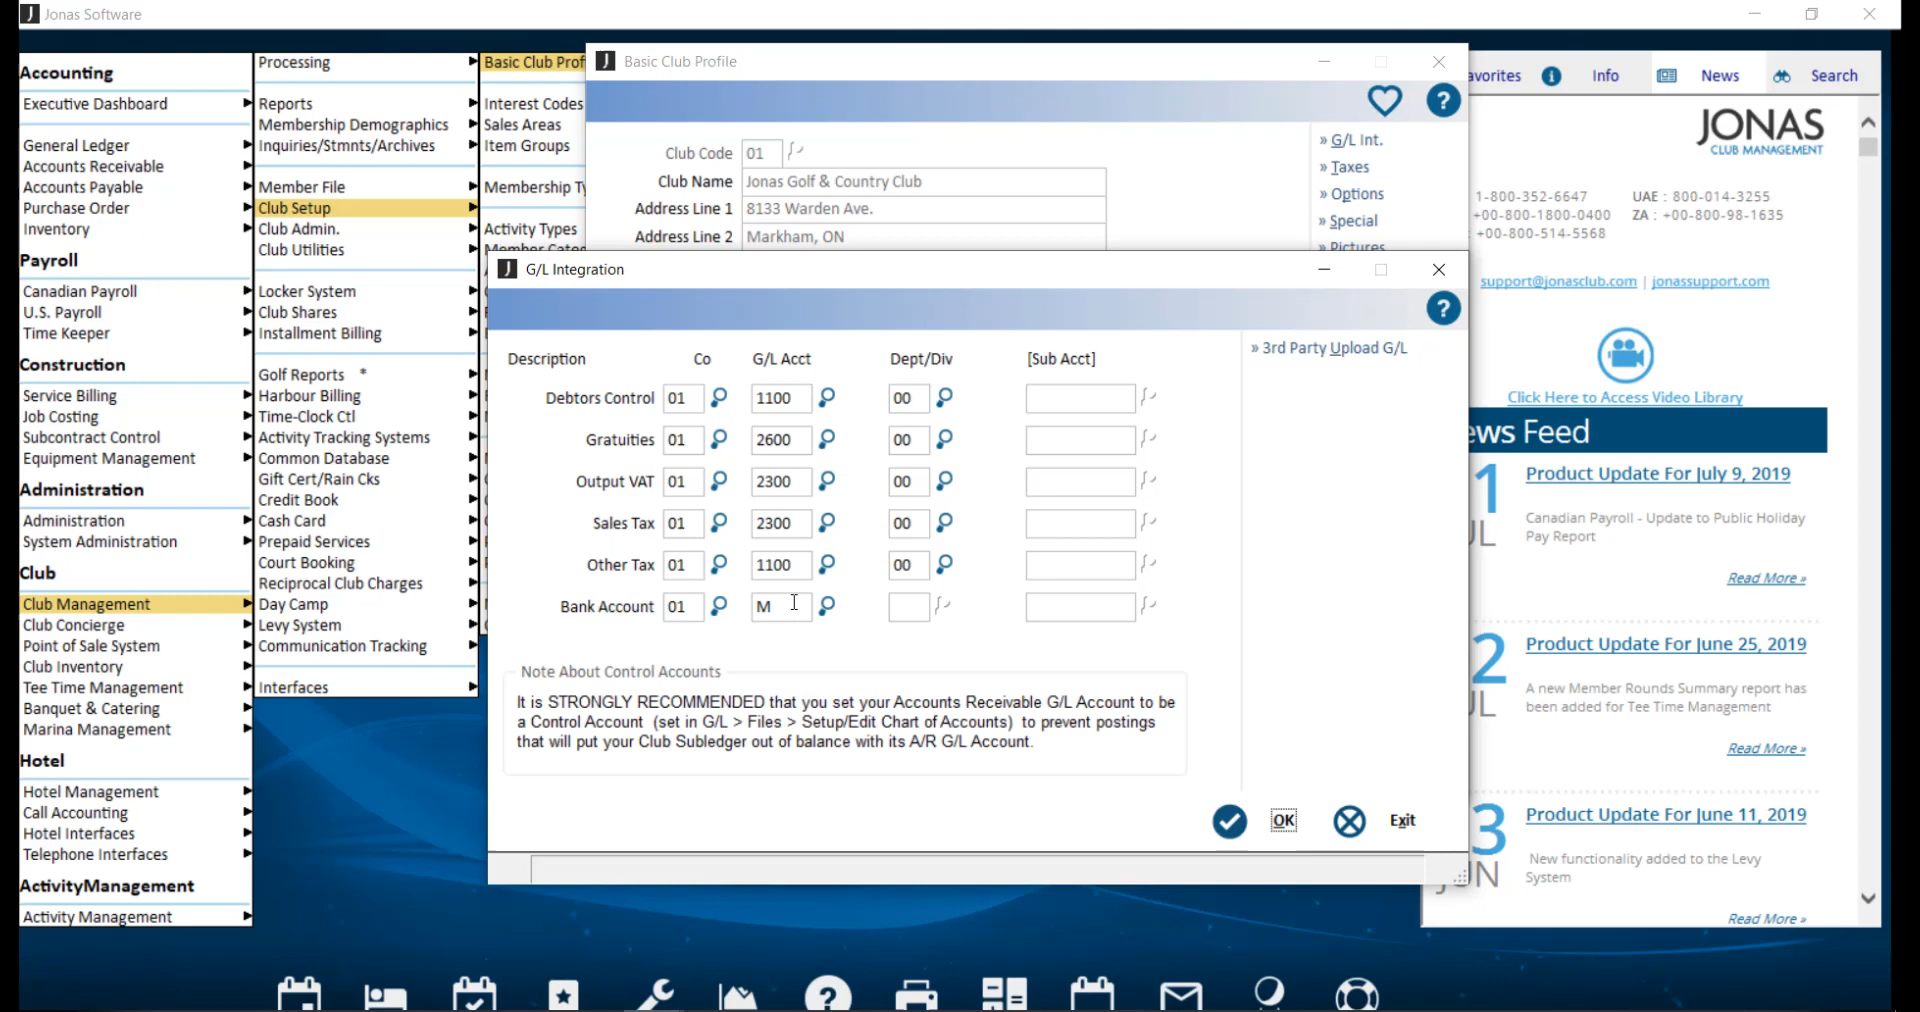 Jonas Software
Accounting
Executive Dashboard
General Ledger
Accounts Receivable
Accounts Payable
Purchase Order
Inventory
Payroll
Canadian Payroll
U.S. Payroll
Time Keeper
Construction
Service Billing
Job Costing
Subcontract Control
Equipment Management
Administration
Administration
System Administration
Club
Club Management
Club Concierge
Point of Sale System
Club Inventory
Tee Time Management
Banquet & Catering
Marina Management
Hotel
Hotel Management
Call Accounting
Hotel Interfaces
Telephone Interfaces
ActivityManagement
Activity Management
Processing
Reports
Membership Demographics
Inquiries/Stmnts/Archives
Member File
Club Setup
Club Admin.
Club Utilities
Locker System
Club Shares
Installment Billing
Golf Reports *
Harbour Billing
Time-Clock Ctl
Activity Tracking Systems
Common Database
Gift Cert/Rain Cks
Credit Book
Cash Card
Prepaid Services
Court Booking
Reciprocal Club Charges
Day Camp
Levy System
Communication Tracking
Interfaces
Basic Club Prof
Interest Codes
Sales Areas
Item Groups
Membership Ty
Activity Types
Member Cate
Basic Club Profile
Club Code 01
Club Name Jonas Golf & Country Club
Address Line 1 8133 Warden Ave.
Address Line 2 Markham, ON
» G/L Int.
» Taxes
» Options
» Special
» Pictures
G/L Integration
Description Co G/L Acct Dept/Div [Sub Acct]
Debtors Control 01 1100 00
Gratuities 01 2600 00
Output VAT 01 2300 00
Sales Tax 01 2300 00
Other Tax 01 1100 00
Bank Account 01 M
» 3rd Party Upload G/L
Note About Control Accounts
It is STRONGLY RECOMMENDED that you set your Accounts Receivable G/L Account to be
a Control Account (set in G/L > Files > Setup/Edit Chart of Accounts) to prevent postings
that will put your Club Subledger out of balance with its A/R G/L Account.
OK Exit
avorites Info News Search
JONAS
CLUB MANAGEMENT
1-800-352-6647 UAE : 800-014-3255
+00-800-1800-0400 ZA : +00-800-98-1635
: +00-800-514-5568
support@jonasclub.com | jonassupport.com
Click Here to Access Video Library
ews Feed
1
UL
Product Update For July 9, 2019
Canadian Payroll - Update to Public Holiday
Pay Report
Read More »
2
UL
Product Update For June 25, 2019
A new Member Rounds Summary report has
been added for Tee Time Management
Read More »
3
JUN
Product Update For June 11, 2019
New functionality added to the Levy
System
Read More »